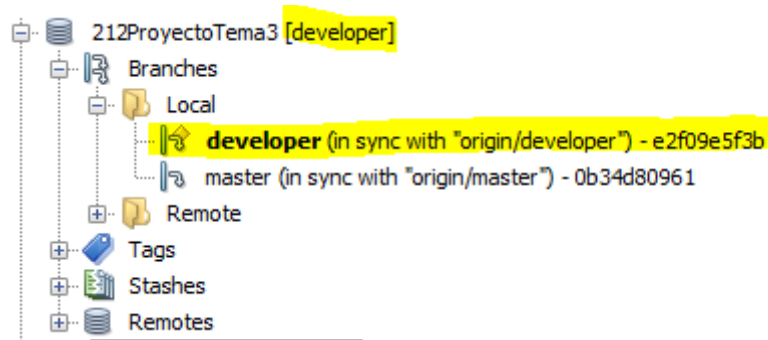 212ProyectoTema3 [developer]
Branches
Local
developer (in sync with "origin/developer") - e2f09e5f3b
master (in sync with "origin/master") - 0b34d80961
Remote
Tags
Stashes
Remotes